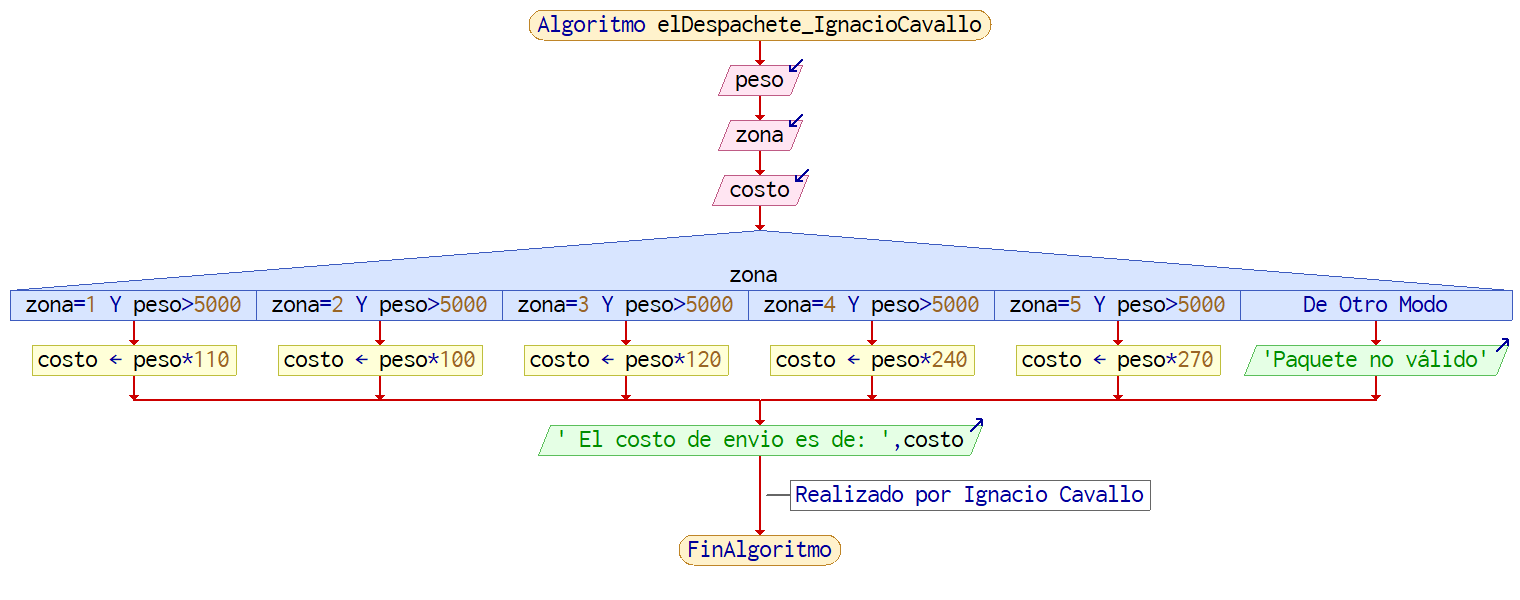 Algoritmo elDespachete_IgnacioCavallo
peso
zona
costo
zona
zona=1 Y peso>5000 zona=2 Y peso>5000 zona=3 Y peso>5000 zona=4 Y peso>5000 zona=5 Y peso>5000 De Otro Modo
costo ← peso*110 costo ← peso*100 costo ← peso*120 costo ← peso*240 costo ← peso*270 'Paquete no válido'
' El costo de envio es de: ',costo
Realizado por Ignacio Cavallo
FinAlgoritmo